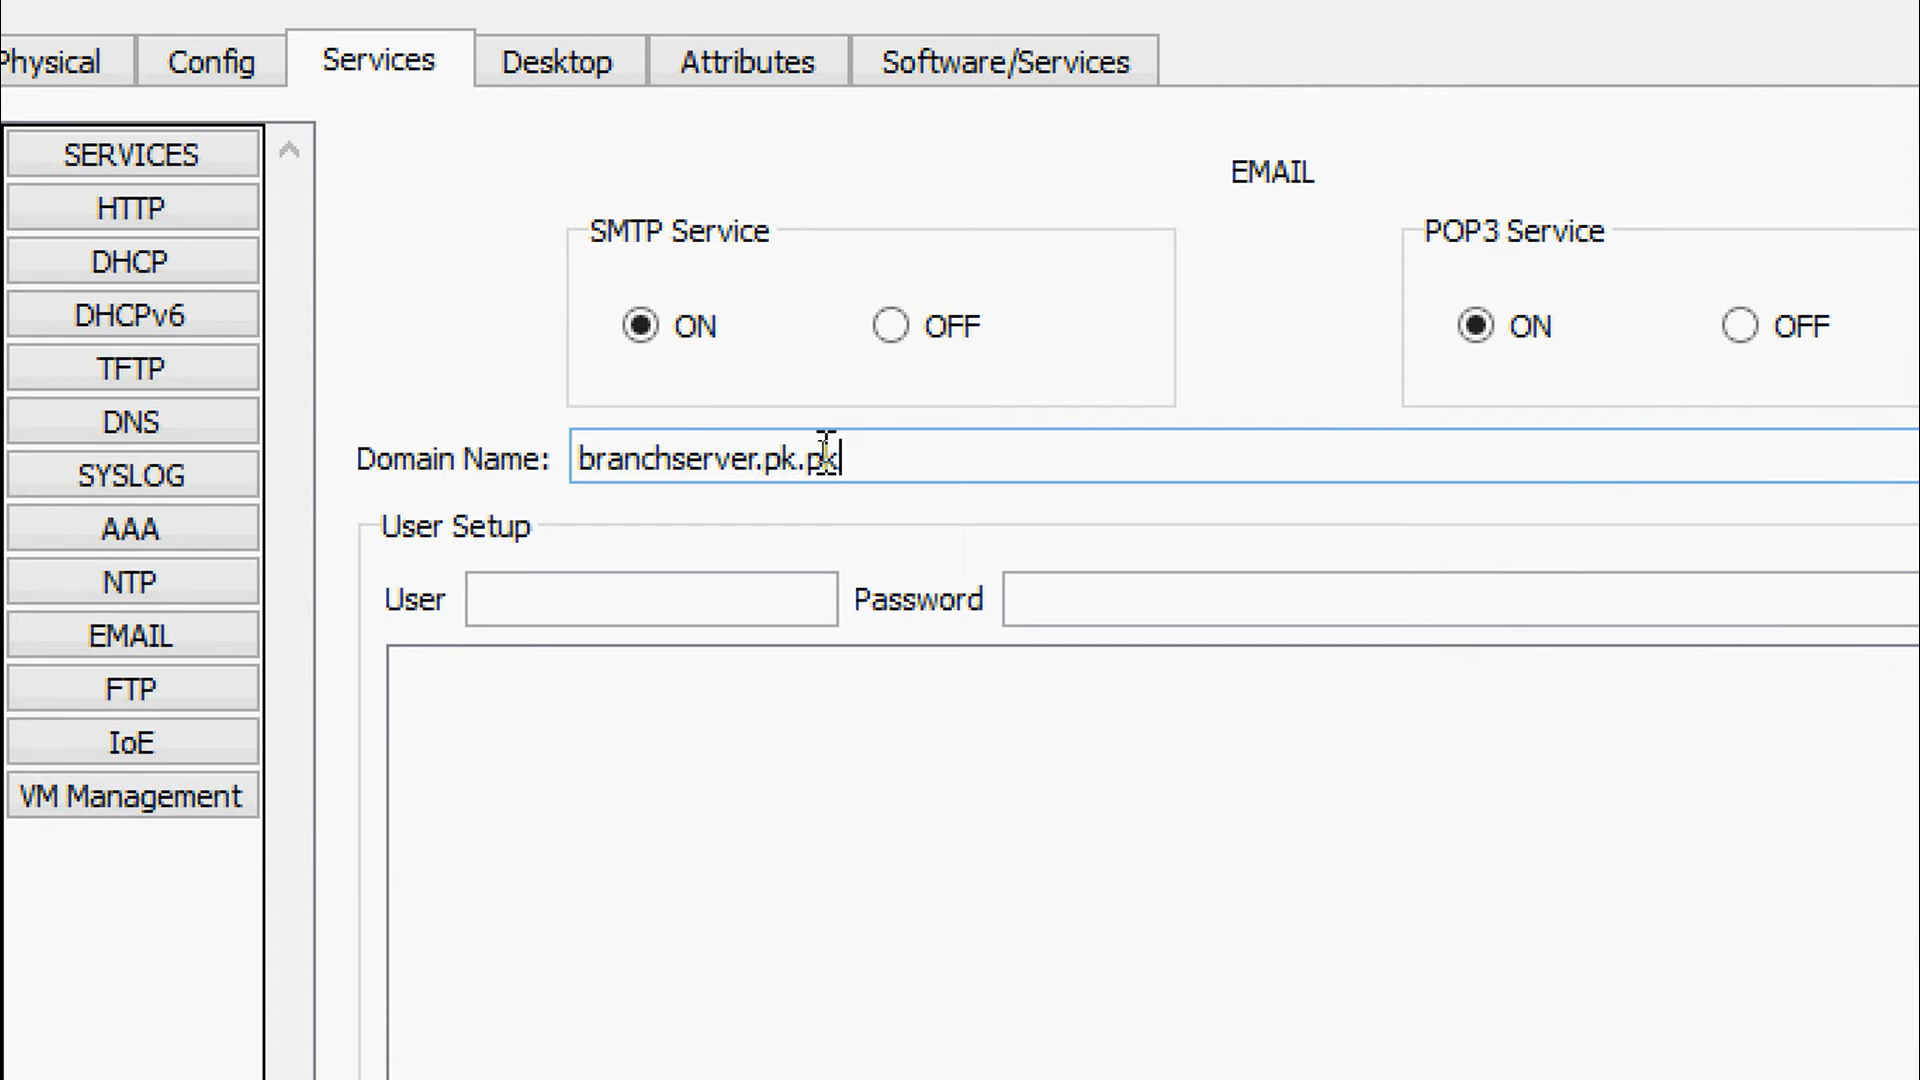 Physical Config Services Desktop Attributes Software/Services
SERVICES
HTTP
DHCP
DHCPv6
TFTP
DNS
SYSLOG
AAA
NTP
EMAIL
FTP
IoE
VM Management
EMAIL
SMTP Service
ON OFF
POP3 Service
ON OFF
Domain Name: branchserver.pk.pk
User Setup
User Password